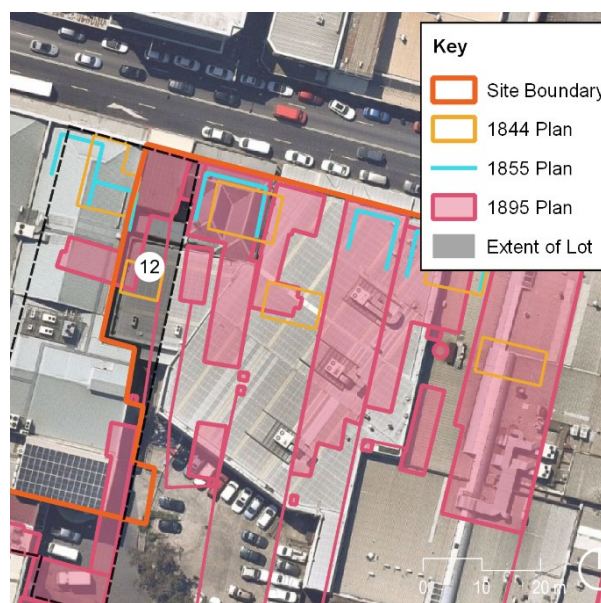 Key
Site Boundary
1844 Plan
1855 Plan
1895 Plan
Extent of Lot
12
0 10 20 m